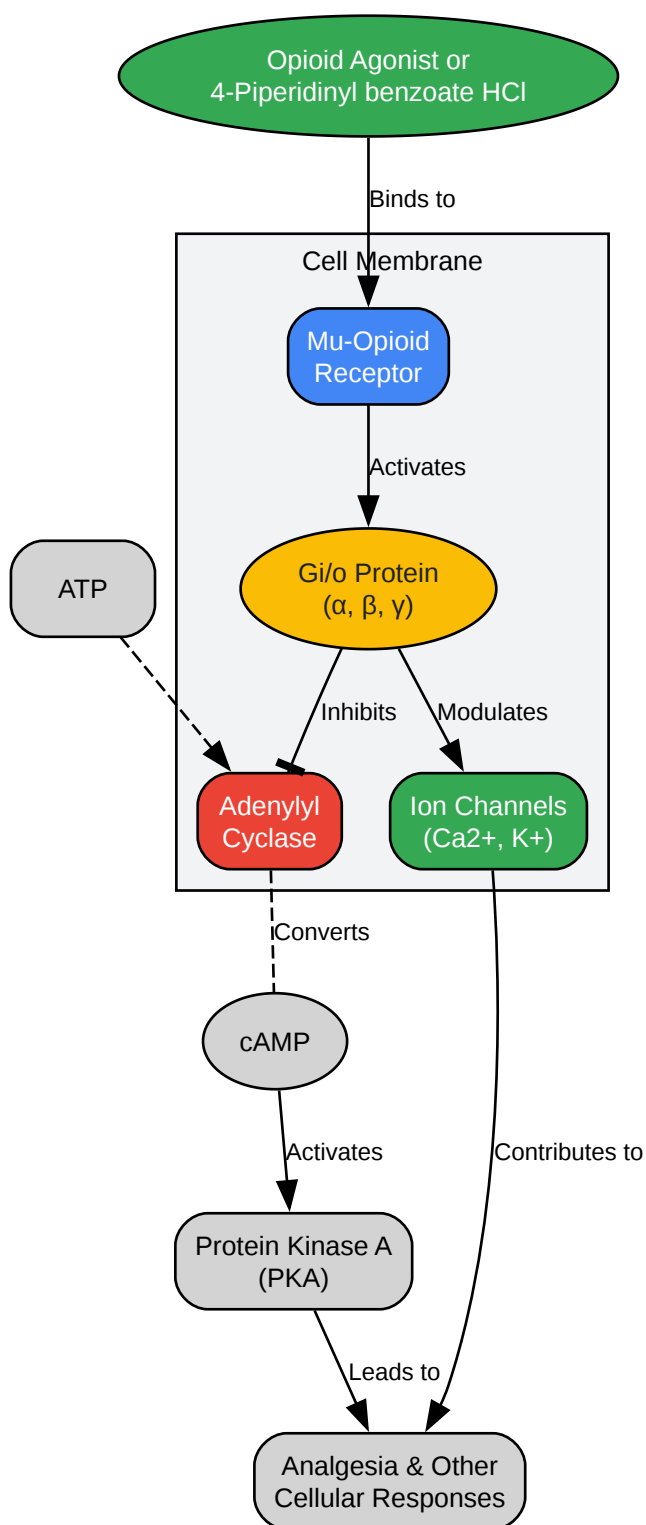 Opioid Agonist or
4-Piperidinyl benzoate HCl
Binds to
Cell Membrane
Mu-Opioid
Receptor
Activates
ATP
Gi/o Protein
(α, β, γ)
Inhibits
Modulates
Adenylyl
Cyclase
Ion Channels
(Ca2+, K+)
Converts
cAMP
Activates
Contributes to
Protein Kinase A
(PKA)
Leads to
Analgesia & Other
Cellular Responses